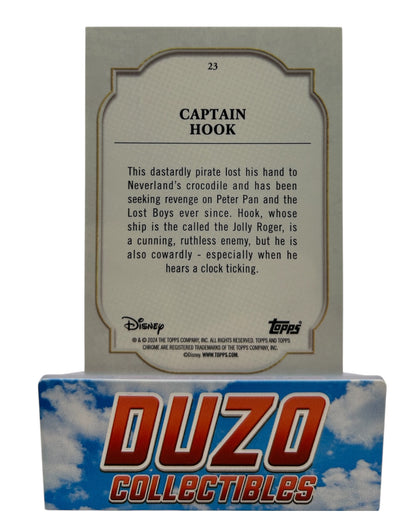 23
CAPTAIN
HOOK
This dastardly pirate lost his hand to
Neverland's crocodile and has been
seeking revenge on Peter Pan and the
Lost Boys ever since. Hook, whose
ship is the called the Jolly Roger, is
a cunning, ruthless enemy, but he is
also cowardly - especially when he
hears a clock ticking.
Disney
topps
® & © 2024 THE TOPPS COMPANY, INC. ALL RIGHTS RESERVED. TOPPS AND TOPPS
CHROME ARE REGISTERED TRADEMARKS OF THE TOPPS COMPANY, INC.
©Disney. WWW.TOPPS.COM.
DUZO
COLLECTIBLES